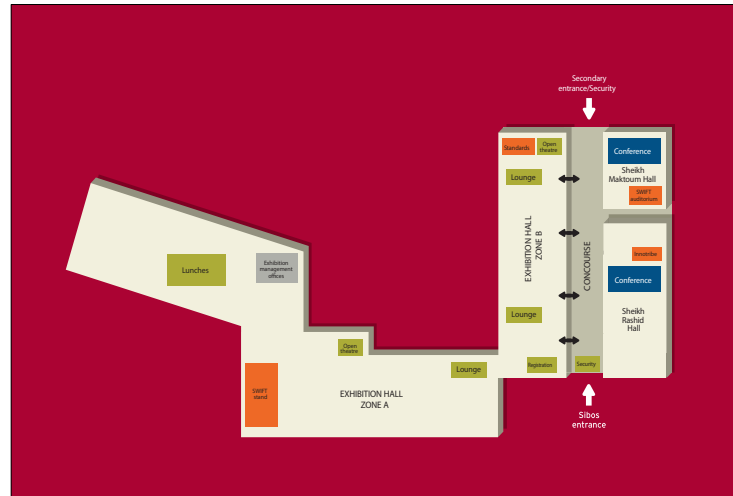 Secondary
entrance/Security
Standards
Open
theatre
Conference
Lounge
Sheikh
Maktoum Hall
SWIFT
auditorium
EXHIBITION HALL
ZONE B
CONCOURSE
Innotribe
Conference
Lunches
Exhibition
management
offices
Lounge
Sheikh
Rashid
Hall
Open
theatre
Lounge
Registration
Security
SWIFT
stand
EXHIBITION HALL
ZONE A
Sibos
entrance